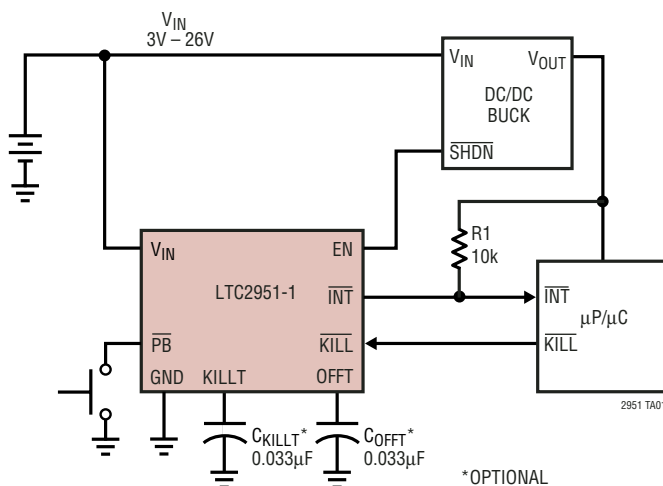 VIN
3V – 26V
VIN
VOUT
DC/DC
BUCK
SHDN
R1
10k
VIN
EN
LTC2951-1
INT
INT
µP/µC
PB
KILL
KILL
GND
KILLT
OFFT
2951 TA01
CKILLT*
0.033µF
COFFT*
0.033µF
*OPTIONAL